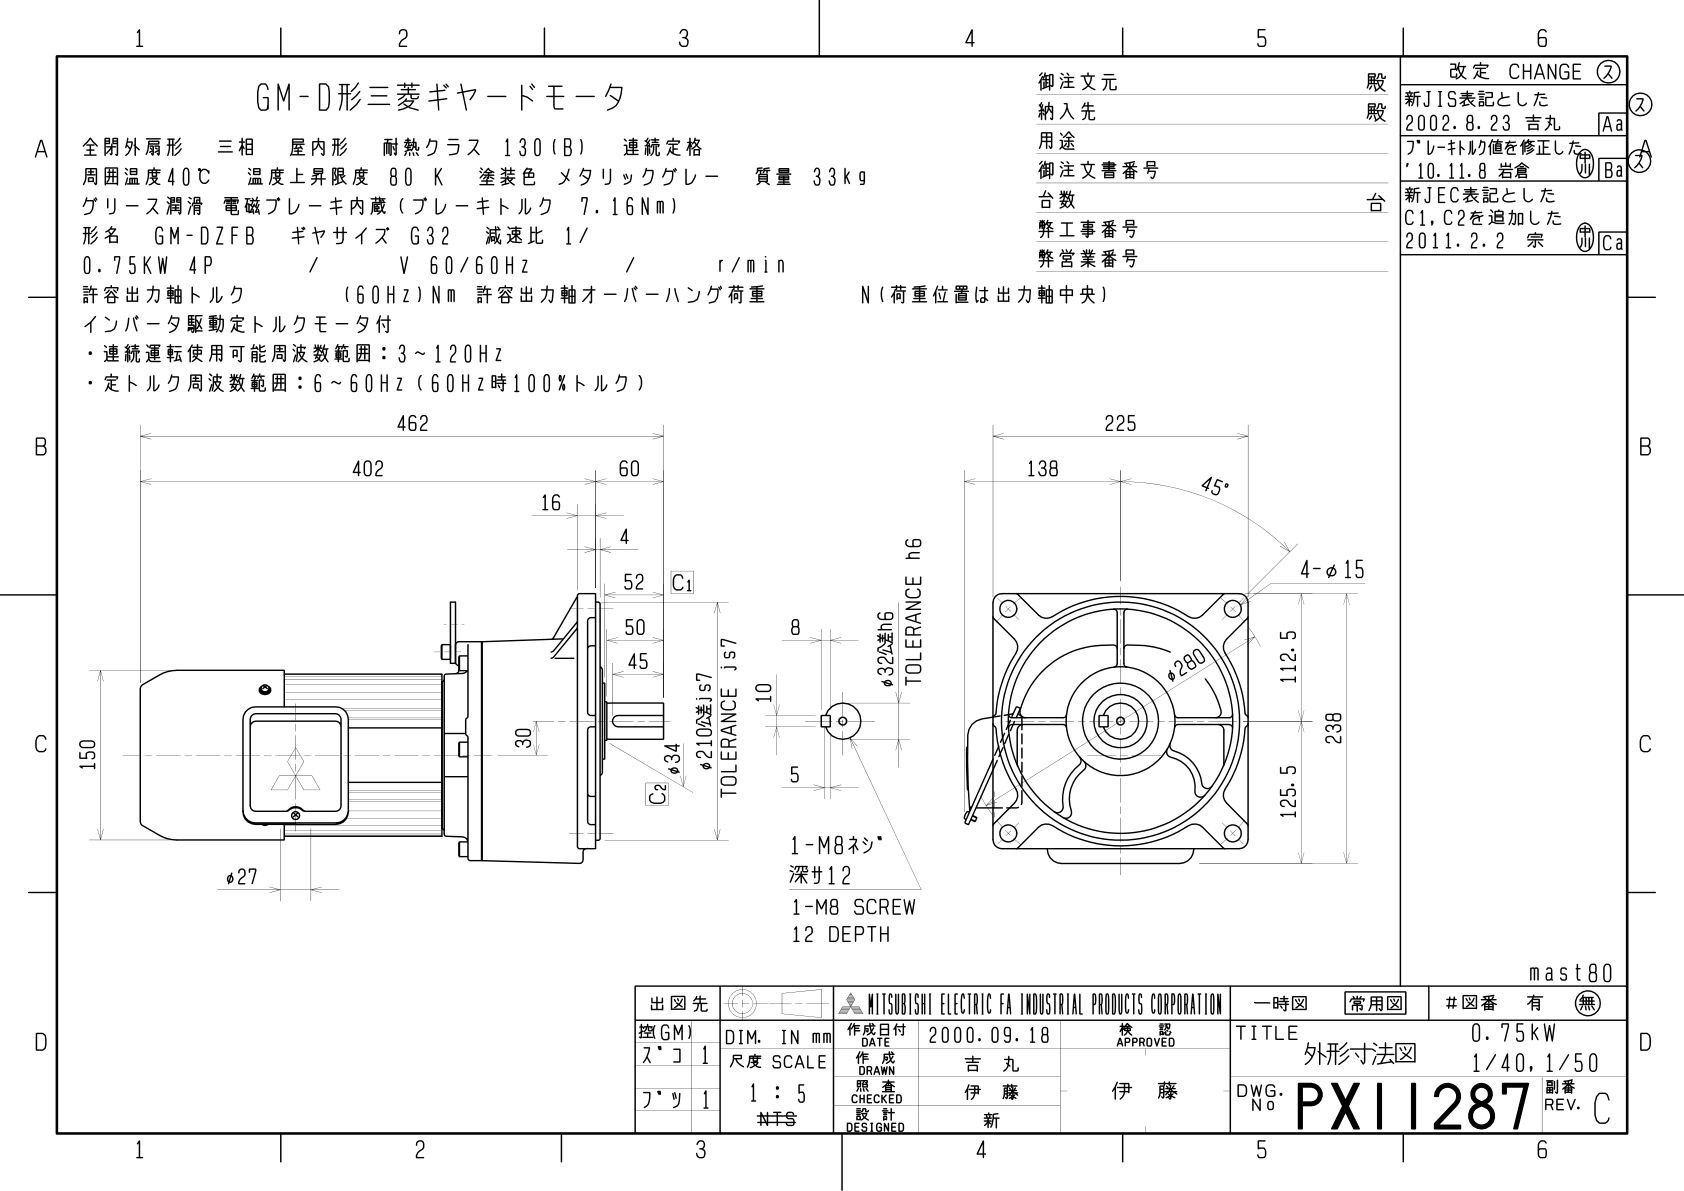 1 2 3 4 5 6
GM-D形三菱ギヤードモータ
全閉外扇形 三相 屋内形 耐熱クラス 130(B) 連続定格
周囲温度40℃ 温度上昇限度 80 K 塗装色 メタリックグレー 質量 33kg
グリース潤滑 電磁ブレーキ内蔵(ブレーキトルク 7.16Nm)
形名 GM-DZFB ギヤサイズ G32 減速比 1/
0.75KW 4P / V 60/60Hz / r/min
許容出力軸トルク (60Hz)Nm 許容出力軸オーバーハング荷重 N(荷重位置は出力軸中央)
インバータ駆動定トルクモータ付
・連続運転使用可能周波数範囲:3~120Hz
・定トルク周波数範囲:6~60Hz(60Hz時100%トルク)
御注文元 殿
納入先 殿
用途
御注文書番号
台数 台
弊工事番号
弊営業番号
改定 CHANGE ス
新JIS表記とした ス
2002.8.23 吉丸 Aa
ブレーキトルク値を修正した
'10.11.8 岩倉 中川 Ba ス
新JEC表記とした
C1,C2を追加した
2011.2.2 宗 中川 Ca
A A
B B
C C
D D
462
402 60
16
4
52 C1
50
45
30
150
φ27
φ34
C2
φ210公差js7
TOLERANCE js7
8
10
5
φ32公差h6
TOLERANCE h6
1-M8ネジ
深サ12
1-M8 SCREW
12 DEPTH
225
138
45°
4-φ15
φ280
112.5
238
125.5
mast80
出図先
控(GM)
ズコ 1
ブツ 1
DIM. IN mm
尺度 SCALE
1 : 5
NTS
MITSUBISHI ELECTRIC FA INDUSTRIAL PRODUCTS CORPORATION
作成日付 DATE 2000.09.18
作成 DRAWN 吉丸
照査 CHECKED 伊藤
設計 DESIGNED 新
検認 APPROVED
伊藤
一時図 常用図 #図番 有 無
TITLE 0.75kW
外形寸法図 1/40,1/50
DWG. No PX11287 副番 REV. C
1 2 3 4 5 6